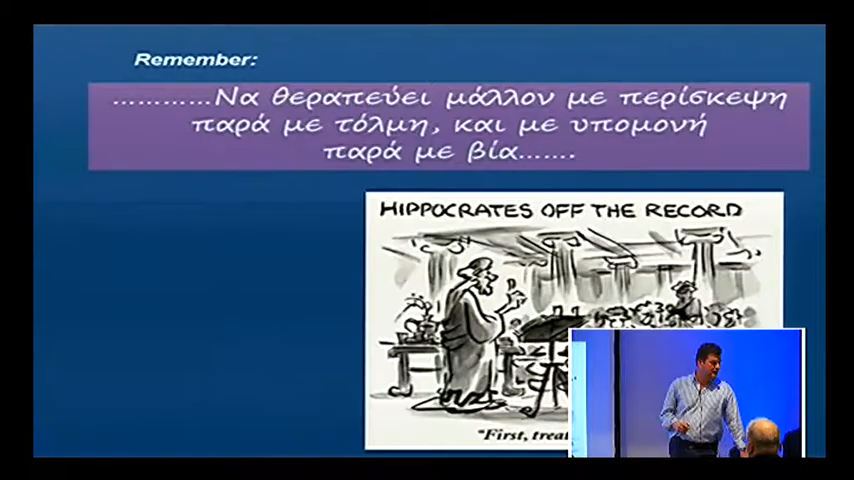 Remember:
............Να θεραπεύει μάλλον με περίσκεψη
παρά με τόλμη, και με υπομονή
παρά με βία.......
HIPPOCRATES OFF THE RECORD
"First, treat